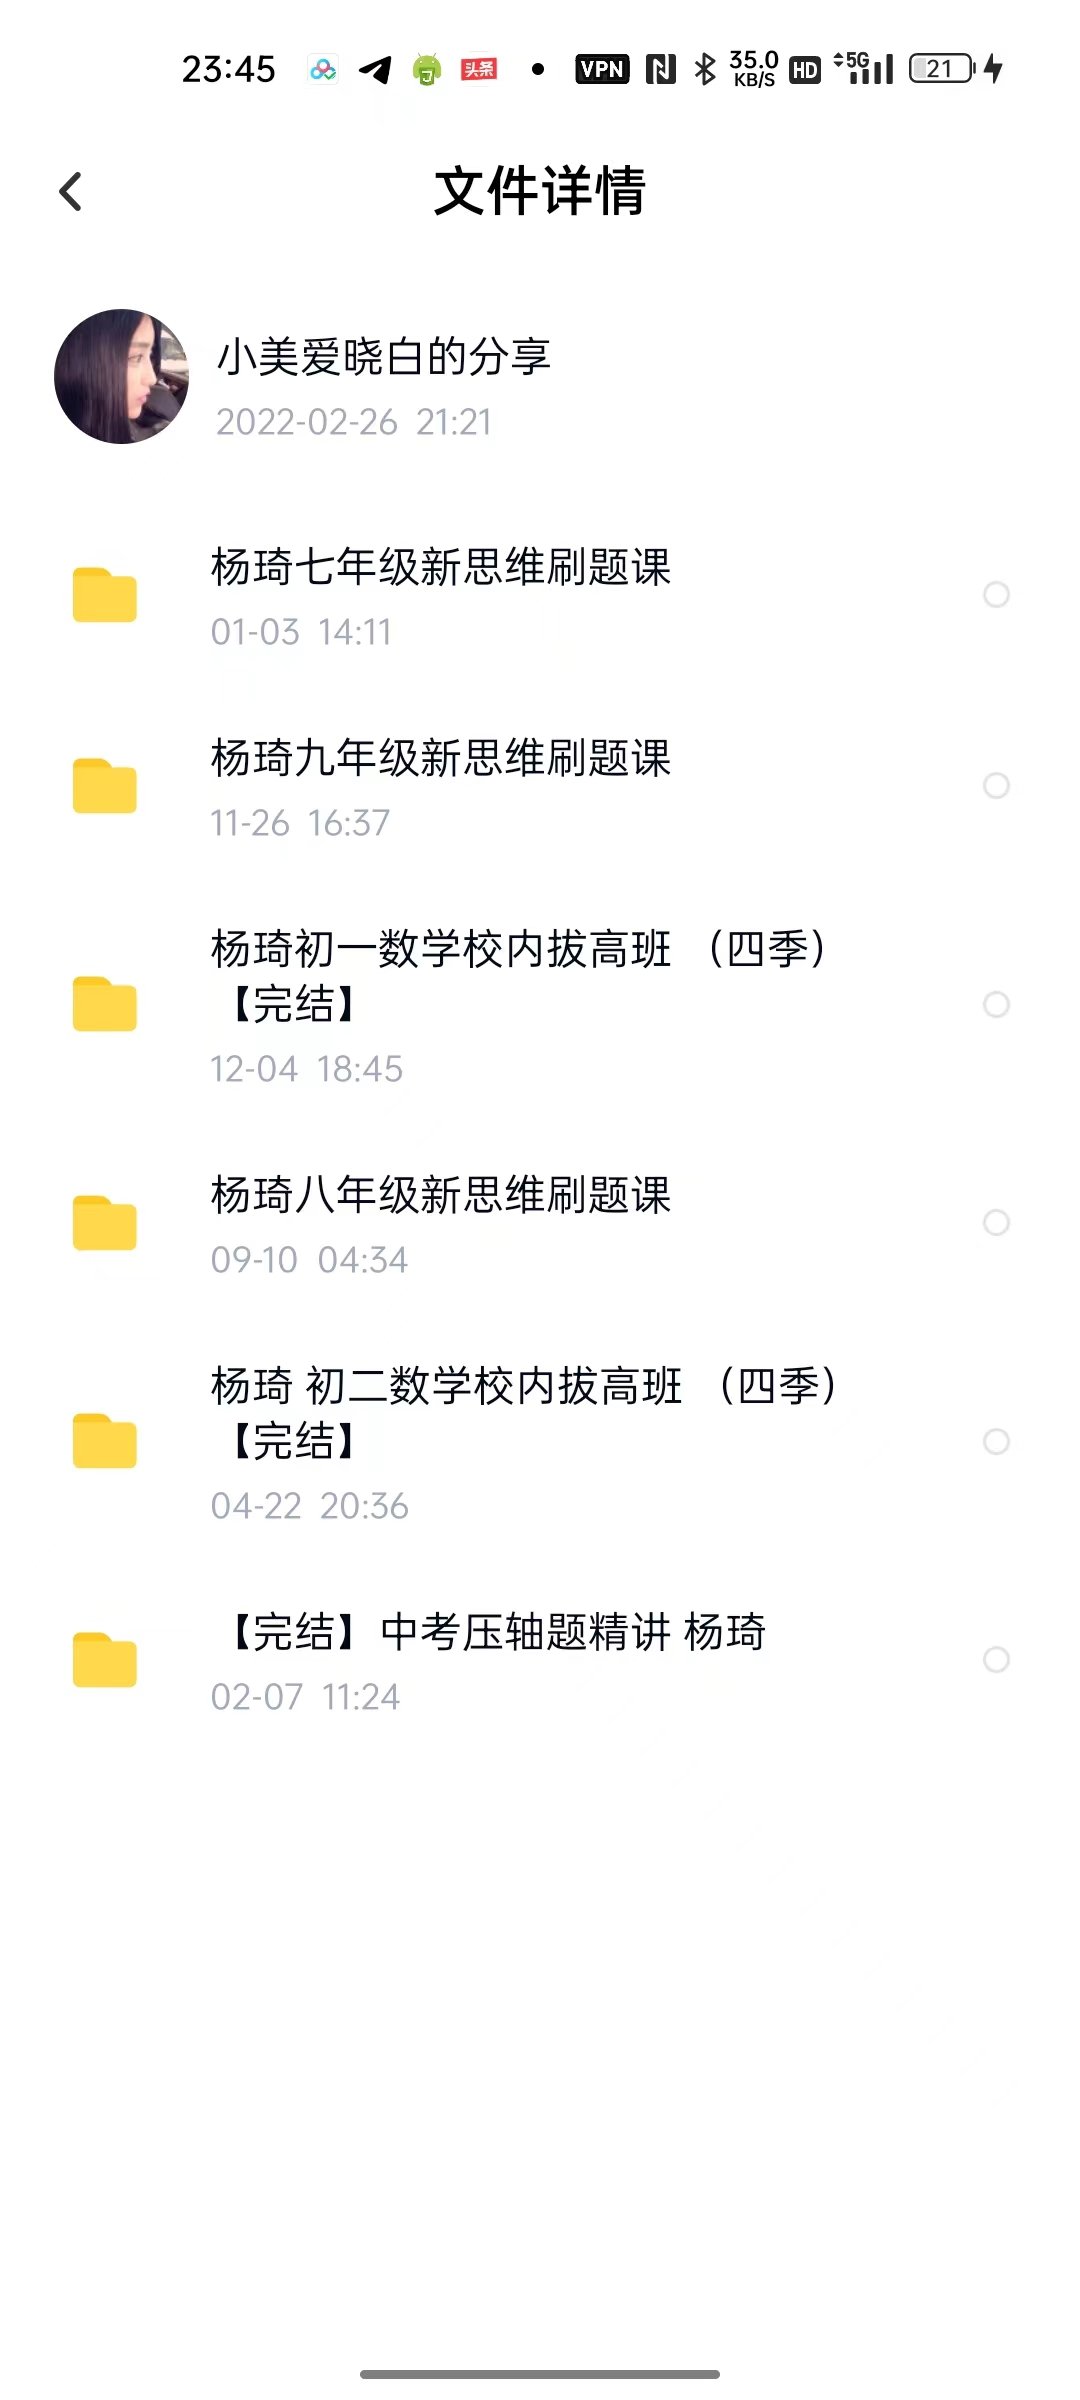 23:45 头条 VPN 35.0 KB/S HD 5G 21
文件详情
小美爱晓白的分享
2022-02-26 21:21
杨琦七年级新思维刷题课
01-03 14:11
杨琦九年级新思维刷题课
11-26 16:37
杨琦初一数学校内拔高班 （四季）
【完结】
12-04 18:45
杨琦八年级新思维刷题课
09-10 04:34
杨琦 初二数学校内拔高班 （四季）
【完结】
04-22 20:36
【完结】中考压轴题精讲 杨琦
02-07 11:24